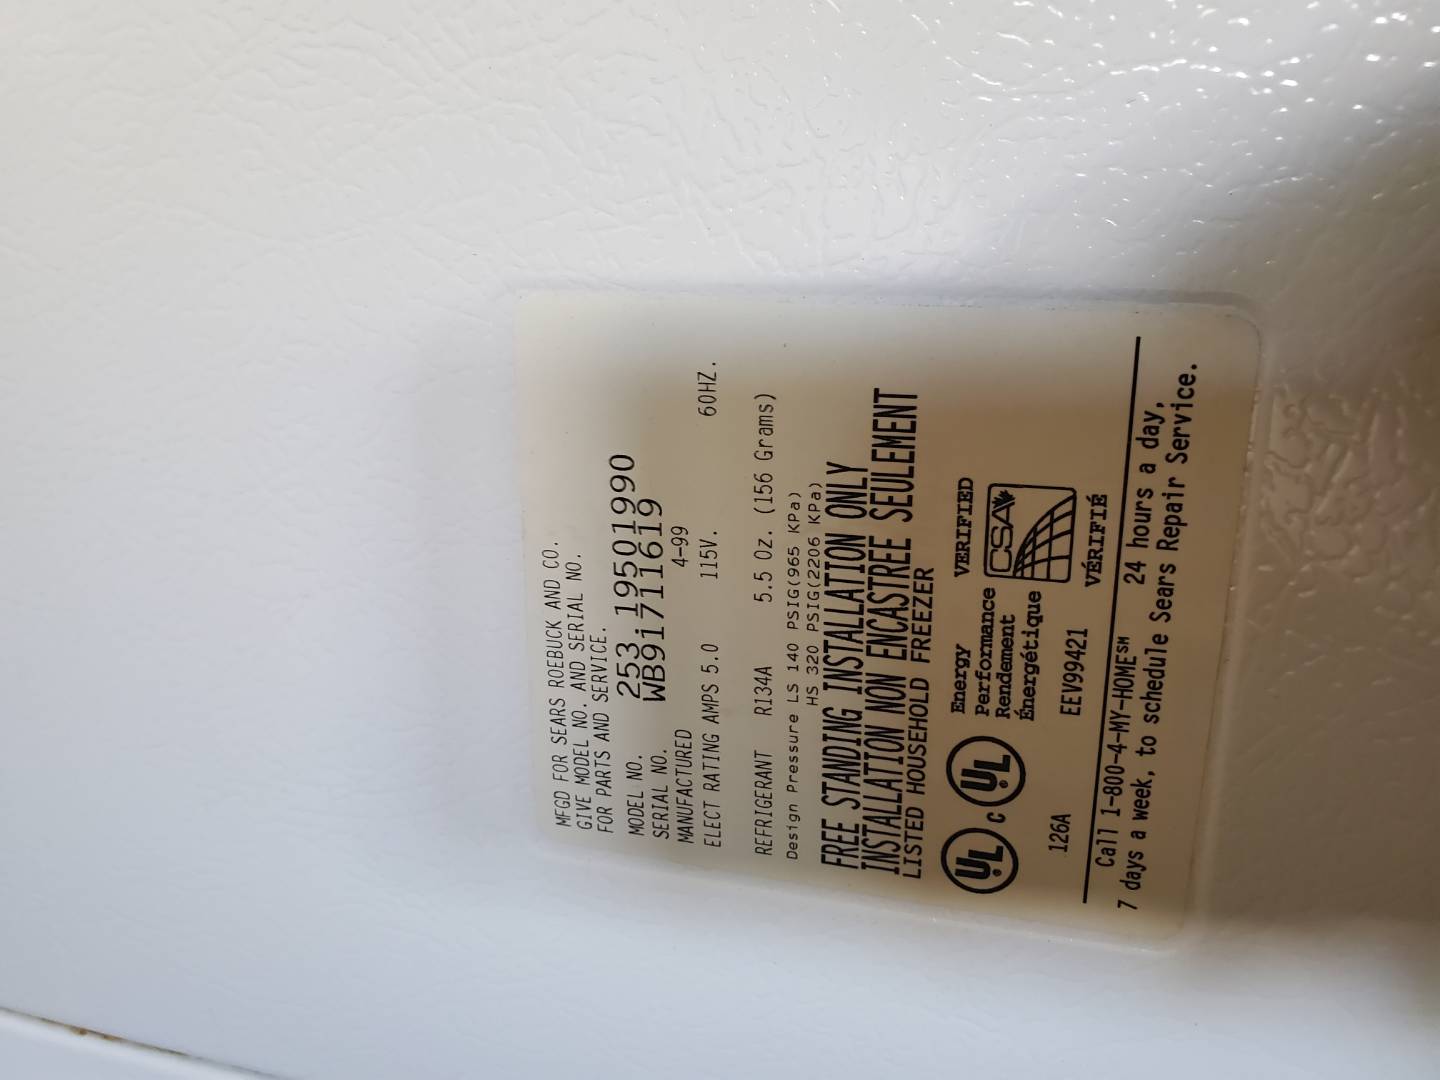 MFGD FOR SEARS ROEBUCK AND CO.
GIVE MODEL NO. AND SERIAL NO.
FOR PARTS AND SERVICE.
MODEL NO. 253.19501990
SERIAL NO. WB91711619
MANUFACTURED 4-99
ELECT RATING AMPS 5.0 115V. 60HZ.
REFRIGERANT R134A 5.5 Oz. (156 Grams)
Design Pressure LS 140 PSIG(965 KPa)
HS 320 PSIG(2206 KPa)
FREE STANDING INSTALLATION ONLY
INSTALLATION NON ENCASTREE SEULEMENT
LISTED HOUSEHOLD FREEZER
UL c UL
Energy
Performance
Rendement
Énergétique
VERIFIED
CSA
VÉRIFIÉ
126A EEV99421
Call 1-800-4-MY-HOME℠ 24 hours a day,
7 days a week, to schedule Sears Repair Service.